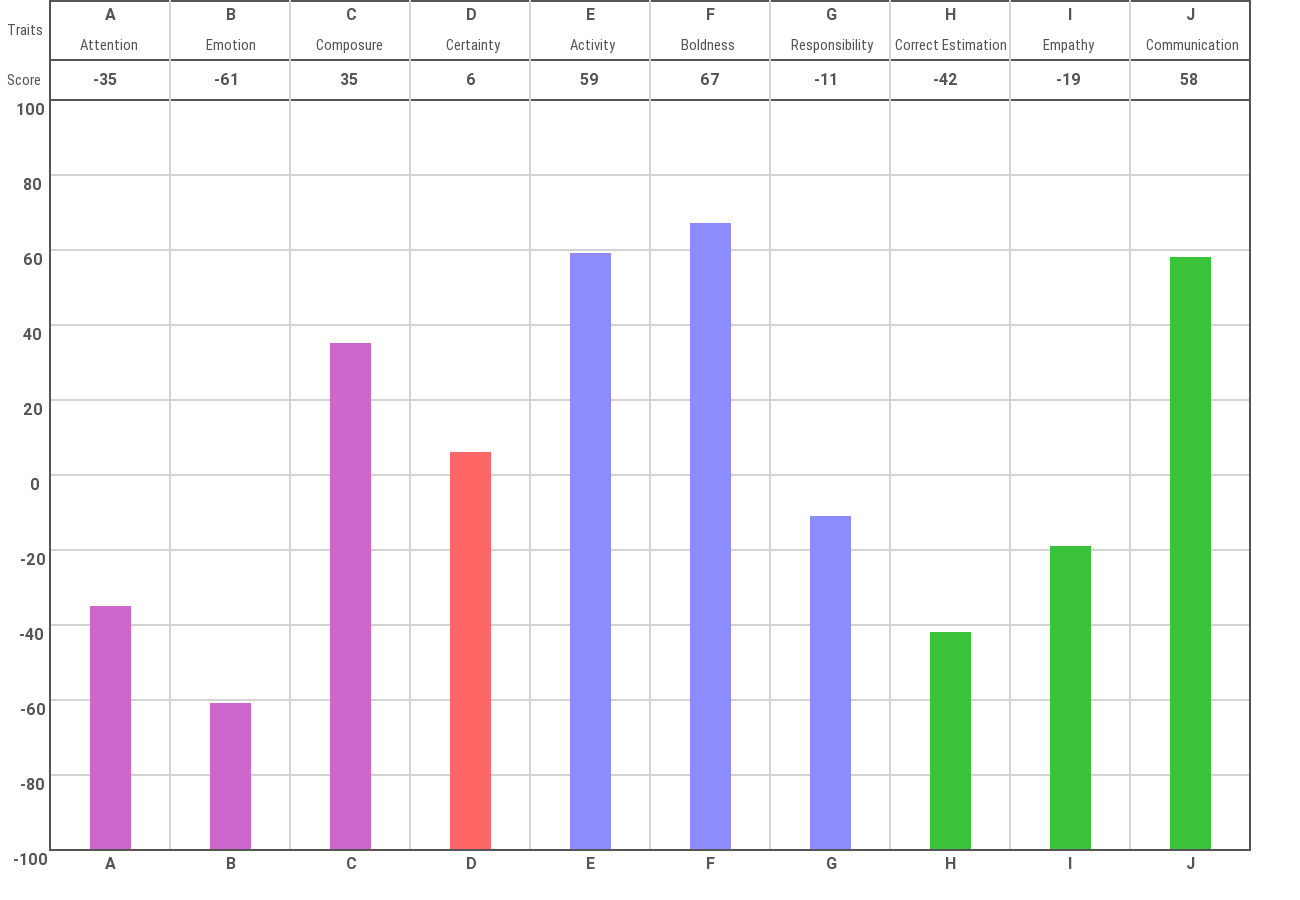 Traits A B C D E F G H I J
Attention Emotion Composure Certainty Activity Boldness Responsibility Correct Estimation Empathy Communication
Score -35 -61 35 6 59 67 -11 -42 -19 58
100
80
60
40
20
0
-20
-40
-60
-80
-100
A B C D E F G H I J